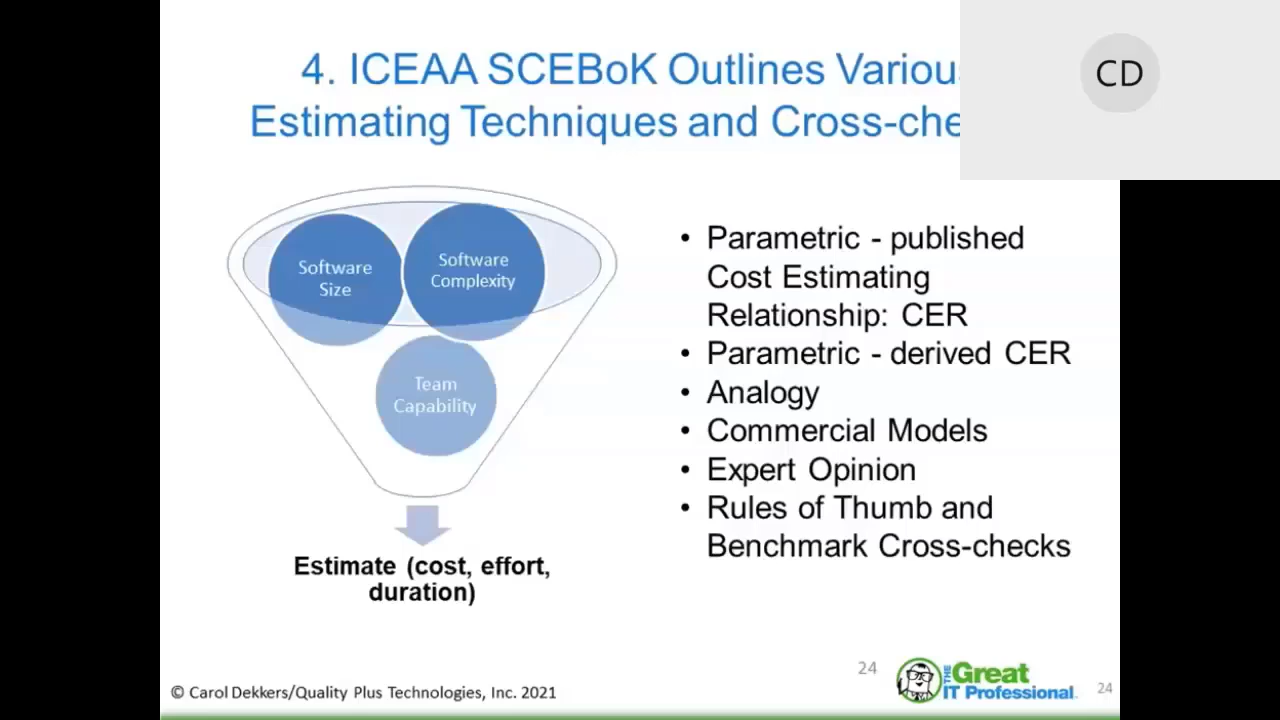 4. ICEAA SCEBoK Outlines Variou
Estimating Techniques and Cross-che
CD
Software
Size
Software
Complexity
Team
Capability
Estimate (cost, effort,
duration)
• Parametric - published
Cost Estimating
Relationship: CER
• Parametric - derived CER
• Analogy
• Commercial Models
• Expert Opinion
• Rules of Thumb and
Benchmark Cross-checks
© Carol Dekkers/Quality Plus Technologies, Inc. 2021
24
THE Great
IT Professional
24